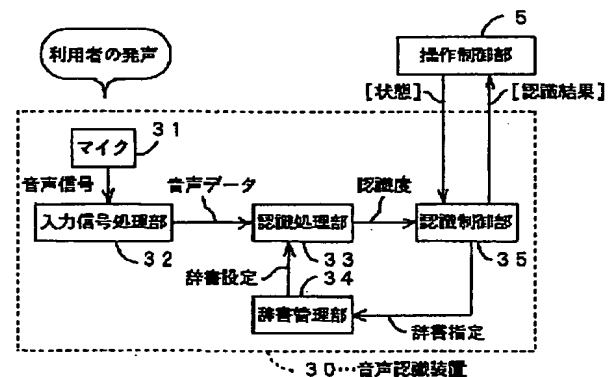 5
利用者の発声
操作制御部
[状態]
[認識結果]
31
マイク
音声信号
音声データ
認識度
入力信号処理部
認識処理部
認識制御部
32
33
35
辞書設定
34
辞書管理部
辞書指定
30…音声認識装置